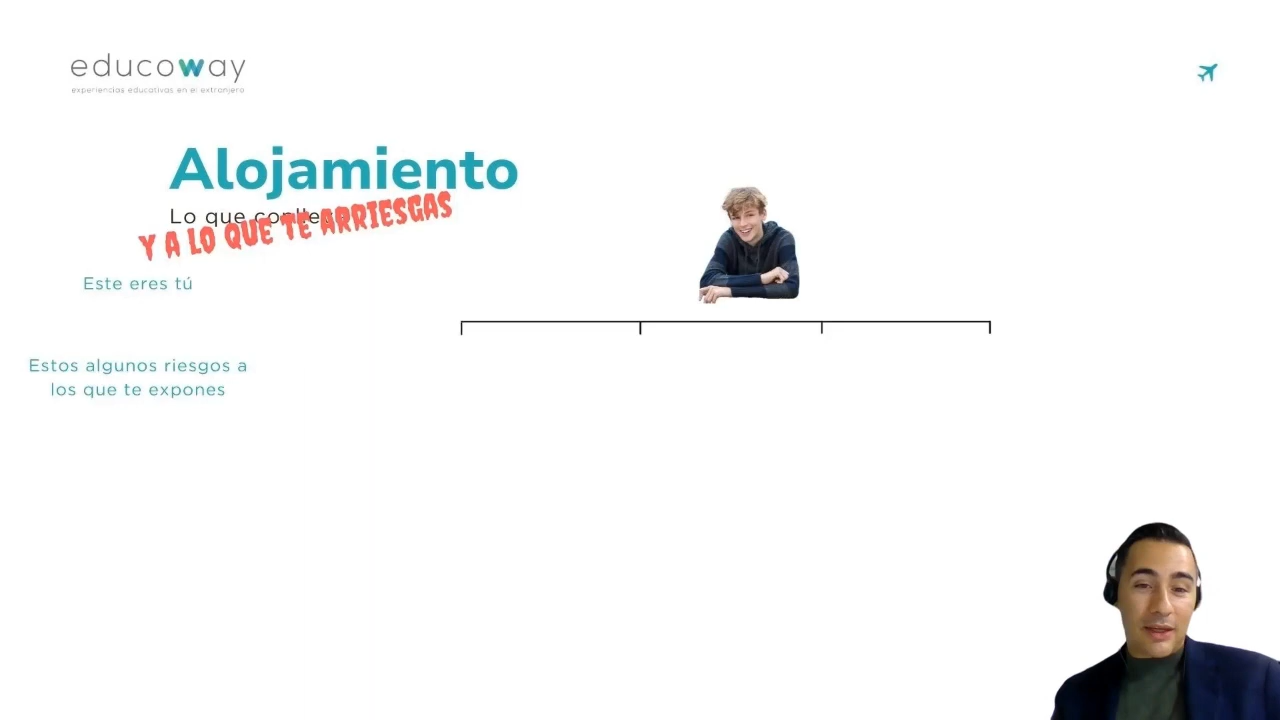 educoway
experiencias educativas en el extranjero
Alojamiento
Lo que conlleva
Y A LO QUE TE ARRIESGAS
Este eres tú
Estos algunos riesgos a
los que te expones